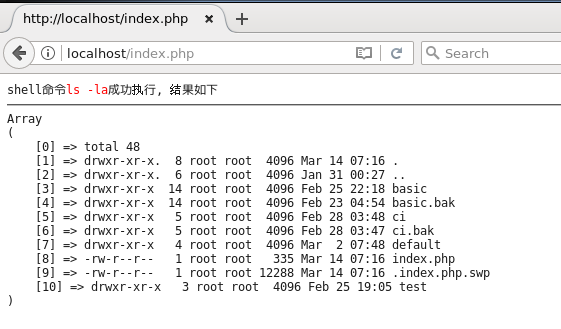 http://localhost/index.php
localhost/index.php
Search
shell命令ls -la成功执行, 结果如下
Array
(
    [0] => total 48
    [1] => drwxr-xr-x.  8 root root  4096 Mar 14 07:16 .
    [2] => drwxr-xr-x.  6 root root  4096 Jan 31 00:27 ..
    [3] => drwxr-xr-x  14 root root  4096 Feb 25 22:18 basic
    [4] => drwxr-xr-x  14 root root  4096 Feb 23 04:54 basic.bak
    [5] => drwxr-xr-x   5 root root  4096 Feb 28 03:48 ci
    [6] => drwxr-xr-x   5 root root  4096 Feb 28 03:47 ci.bak
    [7] => drwxr-xr-x   4 root root  4096 Mar  2 07:48 default
    [8] => -rw-r--r--   1 root root   335 Mar 14 07:16 index.php
    [9] => -rw-r--r--   1 root root 12288 Mar 14 07:16 .index.php.swp
    [10] => drwxr-xr-x   3 root root  4096 Feb 25 19:05 test
)